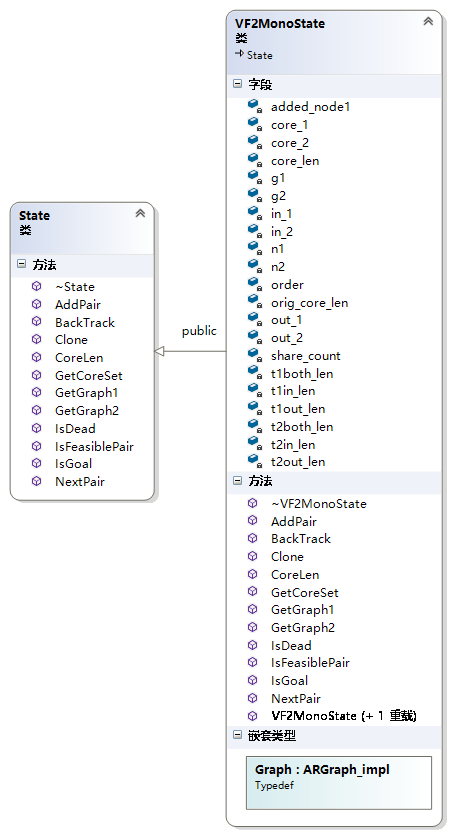 State
类
方法
~State
AddPair
BackTrack
Clone
CoreLen
GetCoreSet
GetGraph1
GetGraph2
IsDead
IsFeasiblePair
IsGoal
NextPair
public
VF2MonoState
类
State
字段
added_node1
core_1
core_2
core_len
g1
g2
in_1
in_2
n1
n2
order
orig_core_len
out_1
out_2
share_count
t1both_len
t1in_len
t1out_len
t2both_len
t2in_len
t2out_len
方法
~VF2MonoState
AddPair
BackTrack
Clone
CoreLen
GetCoreSet
GetGraph1
GetGraph2
IsDead
IsFeasiblePair
IsGoal
NextPair
VF2MonoState (+ 1 重载)
嵌套类型
Graph : ARGraph_impl
Typedef